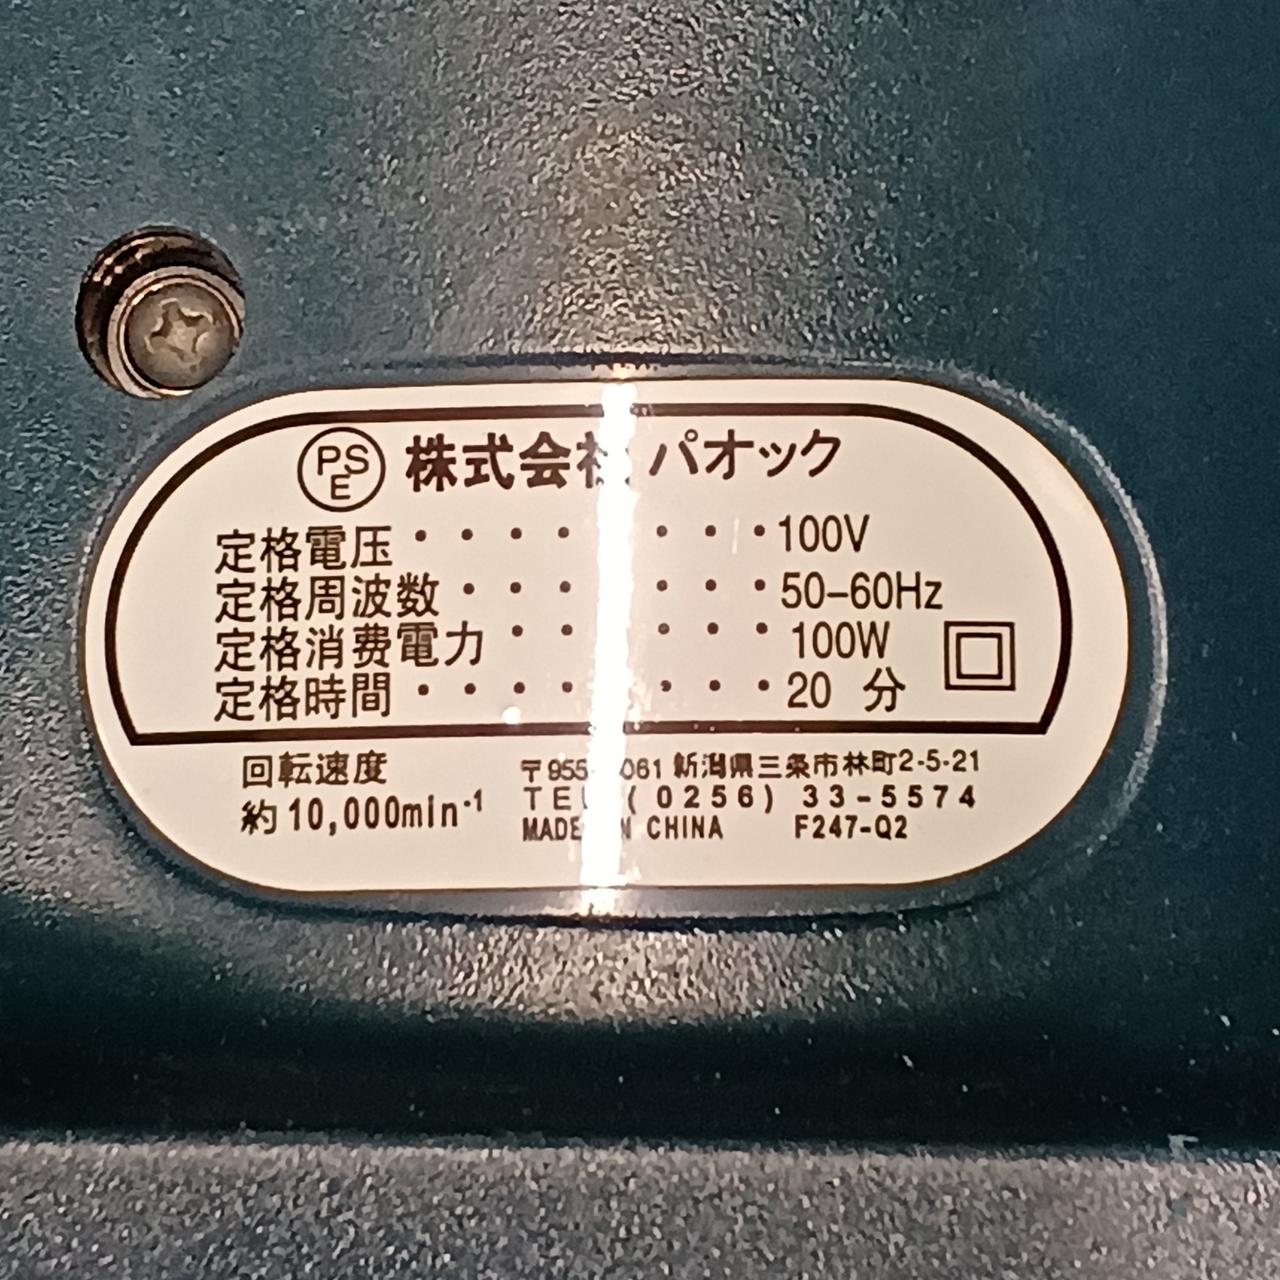 PSE 株式会社 パオック
定格電圧・・・・ ・・・100V
定格周波数・・・ ・・・50-60Hz
定格消費電力・・ ・・・100W
定格時間・・・・ ・・・20 分
回転速度
約10,000min⁻¹
新潟県三条市林町2-5-21
TEL (0256) 33-5574
MADE IN CHINA F247-Q2